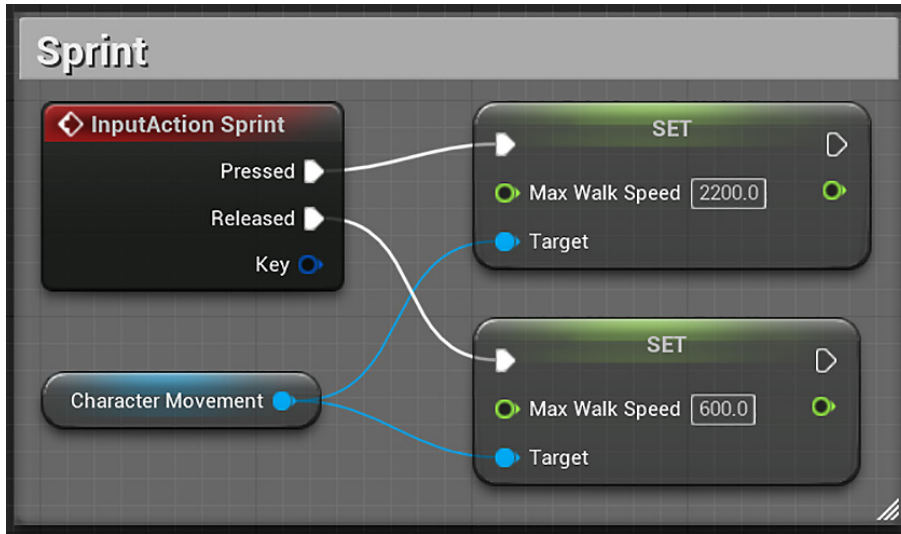 Sprint
InputAction Sprint
Pressed
Released
Key
Character Movement
SET
Max Walk Speed 2200.0
Target
SET
Max Walk Speed 600.0
Target